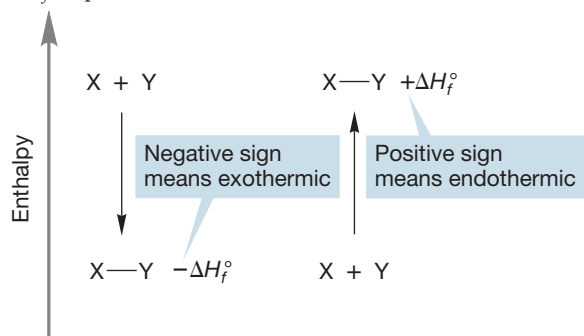 Enthalpy
X + Y
Negative sign
means exothermic
X—Y −ΔH°f
X—Y +ΔH°f
Positive sign
means endothermic
X + Y